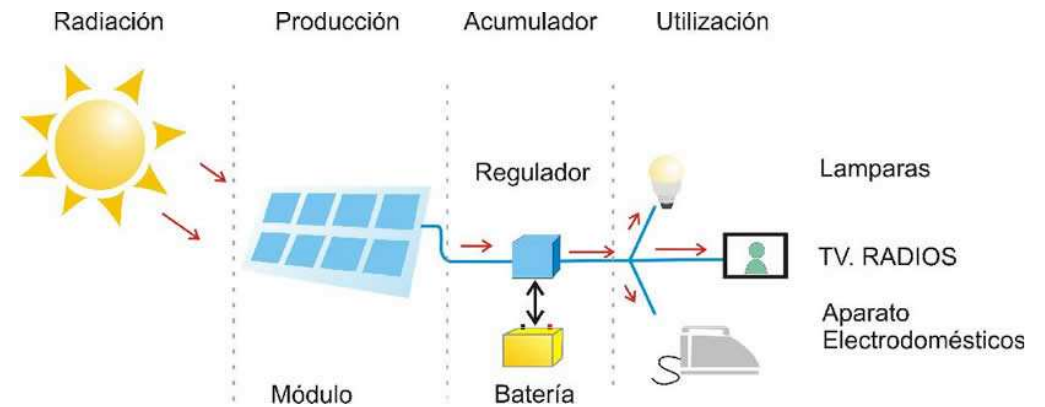 Radiación
Producción
Acumulador
Utilización
Regulador
Lamparas
TV. RADIOS
Aparato
Electrodomésticos
Módulo
Batería